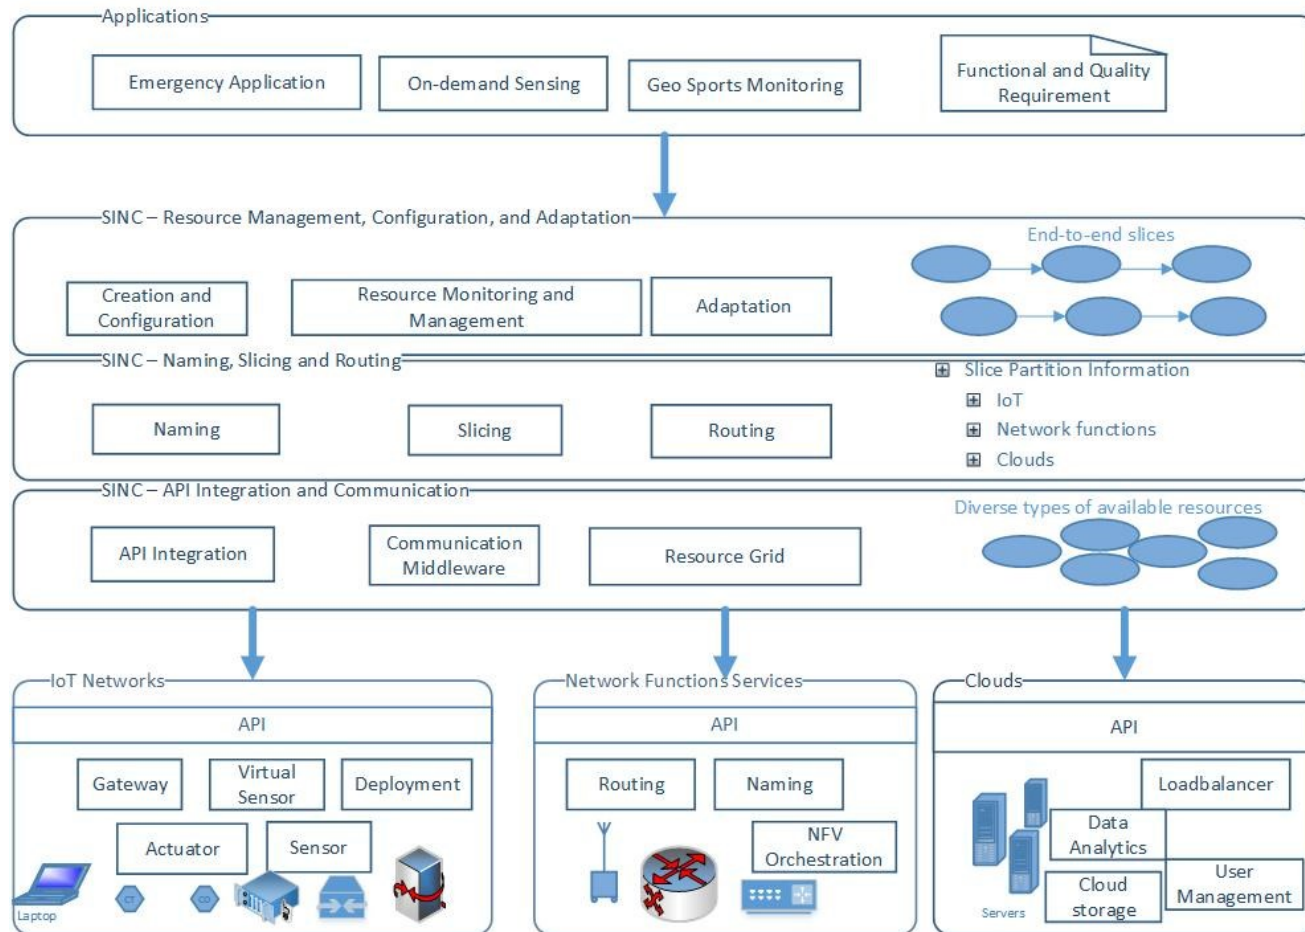 Applications
Emergency Application
On-demand Sensing
Geo Sports Monitoring
Functional and Quality
Requirement
SINC – Resource Management, Configuration, and Adaptation
End-to-end slices
Creation and
Configuration
Resource Monitoring and
Management
Adaptation
SINC – Naming, Slicing and Routing
Slice Partition Information
IoT
Network functions
Clouds
Naming
Slicing
Routing
SINC – API Integration and Communication
Diverse types of available resources
API Integration
Communication
Middleware
Resource Grid
IoT Networks
API
Gateway
Virtual
Sensor
Deployment
Actuator
Sensor
Laptop
CT
CO
Network Functions Services
API
Routing
Naming
NFV
Orchestration
Clouds
API
Loadbalancer
Data
Analytics
User
Management
Cloud
storage
Servers